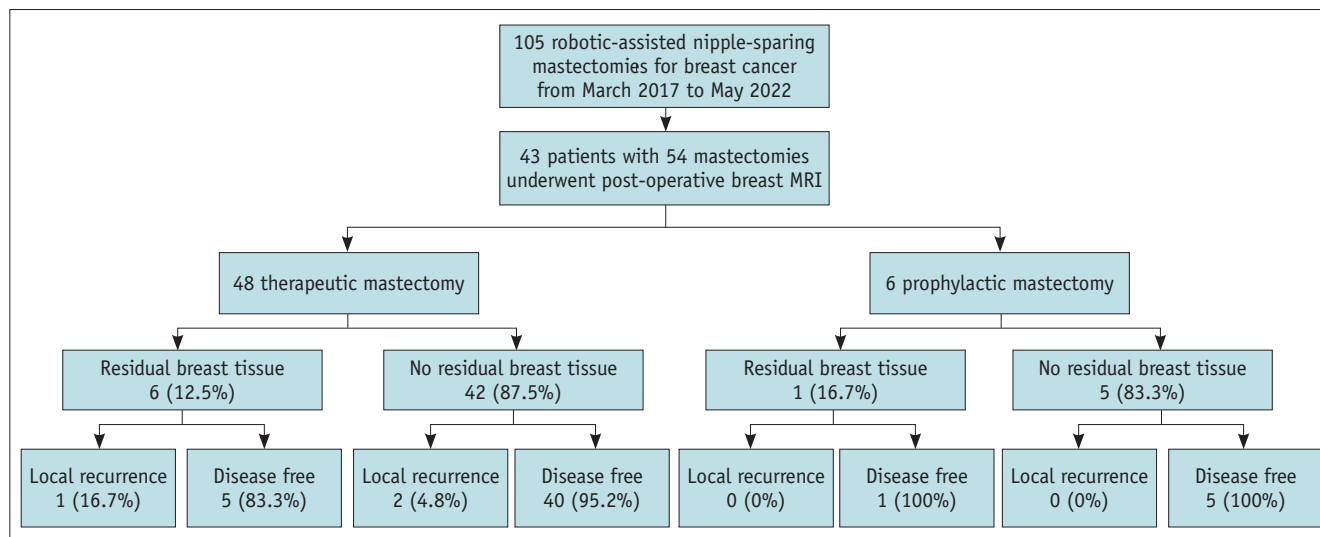 105 robotic-assisted nipple-sparing
mastectomies for breast cancer
from March 2017 to May 2022
43 patients with 54 mastectomies
underwent post-operative breast MRI
48 therapeutic mastectomy
6 prophylactic mastectomy
Residual breast tissue
6 (12.5%)
No residual breast tissue
42 (87.5%)
Residual breast tissue
1 (16.7%)
No residual breast tissue
5 (83.3%)
Local recurrence
1 (16.7%)
Disease free
5 (83.3%)
Local recurrence
2 (4.8%)
Disease free
40 (95.2%)
Local recurrence
0 (0%)
Disease free
1 (100%)
Local recurrence
0 (0%)
Disease free
5 (100%)